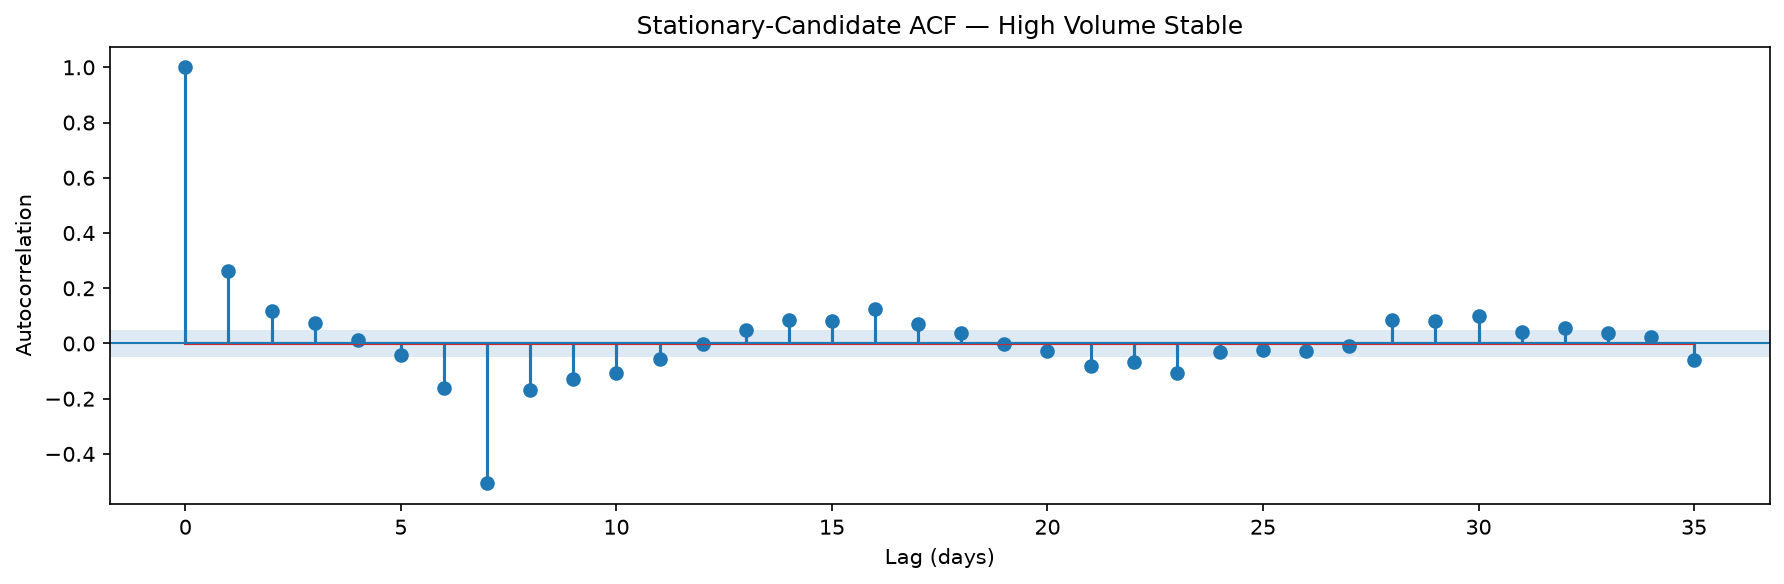 Stationary-Candidate ACF — High Volume Stable
1.0
0.8
0.6
0.4
0.2
0.0
−0.2
−0.4
Autocorrelation
0 5 10 15 20 25 30 35
Lag (days)